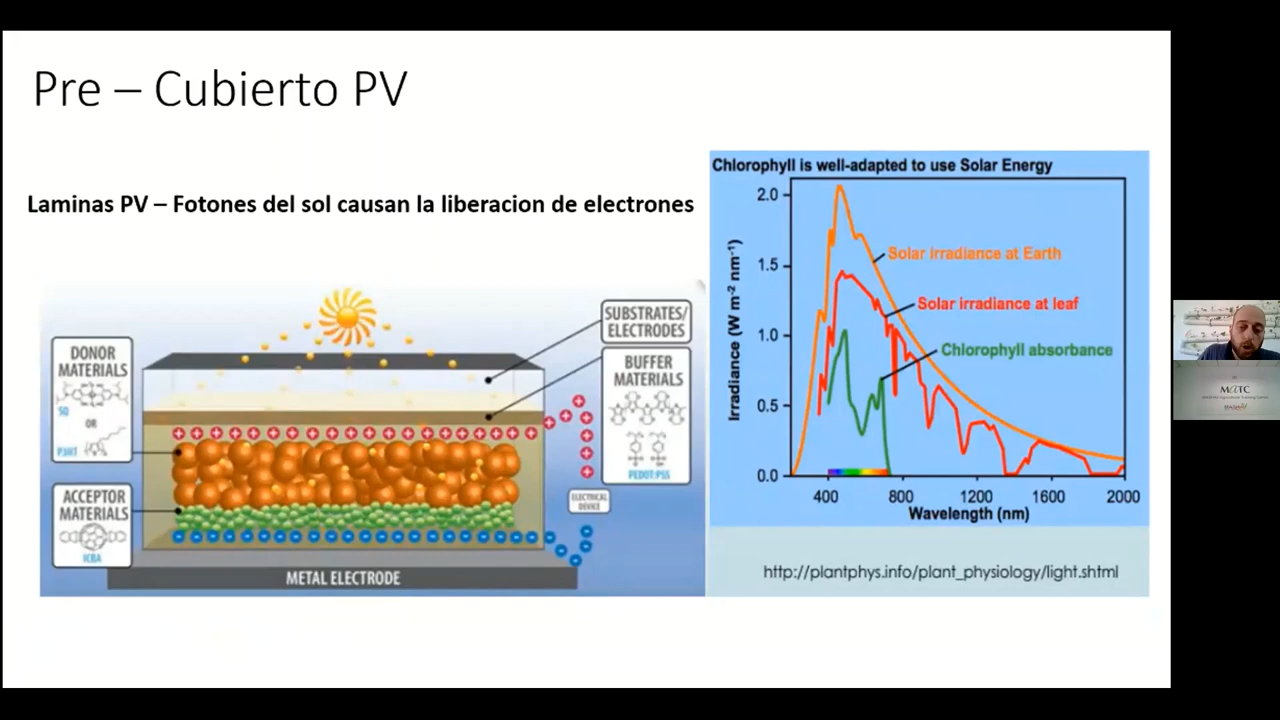 Pre – Cubierto PV
Laminas PV – Fotones del sol causan la liberacion de electrones
DONOR
MATERIALS
SQ
OR
P3HT
ACCEPTOR
MATERIALS
ICBA
SUBSTRATES/
ELECTRODES
BUFFER
MATERIALS
PEDOT:PSS
ELECTRICAL
DEVICE
METAL ELECTRODE
Chlorophyll is well-adapted to use Solar Energy
Irradiance (W m⁻² nm⁻¹)
2.0
1.5
1.0
0.5
0.0
Solar irradiance at Earth
Solar irradiance at leaf
Chlorophyll absorbance
400 800 1200 1600 2000
Wavelength (nm)
http://plantphys.info/plant_physiology/light.shtml
MATC